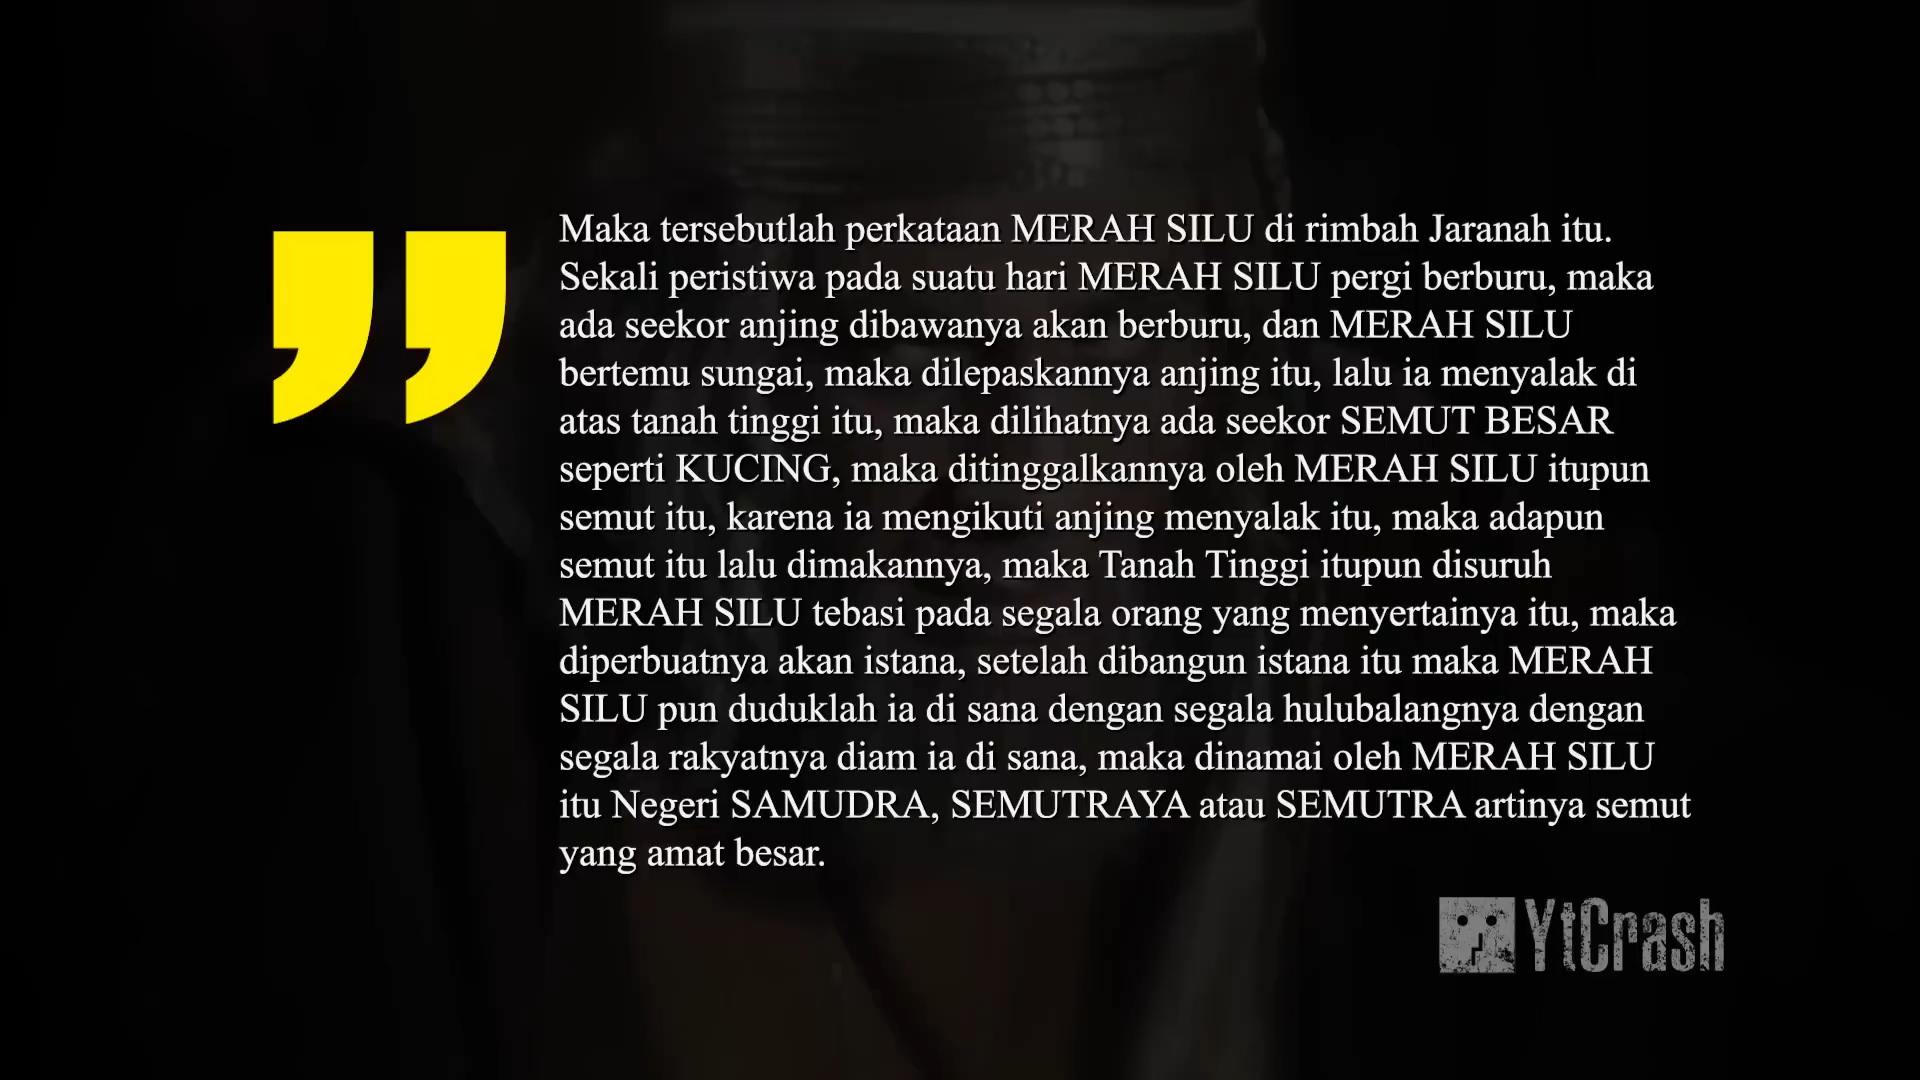 Maka tersebutlah perkataan MERAH SILU di rimbah Jaranah itu.
Sekali peristiwa pada suatu hari MERAH SILU pergi berburu, maka
ada seekor anjing dibawanya akan berburu, dan MERAH SILU
bertemu sungai, maka dilepaskannya anjing itu, lalu ia menyalak di
atas tanah tinggi itu, maka dilihatnya ada seekor SEMUT BESAR
seperti KUCING, maka ditinggalkannya oleh MERAH SILU itupun
semut itu, karena ia mengikuti anjing menyalak itu, maka adapun
semut itu lalu dimakannya, maka Tanah Tinggi itupun disuruh
MERAH SILU tebasi pada segala orang yang menyertainya itu, maka
diperbuatnya akan istana, setelah dibangun istana itu maka MERAH
SILU pun duduklah ia di sana dengan segala hulubalangnya dengan
segala rakyatnya diam ia di sana, maka dinamai oleh MERAH SILU
itu Negeri SAMUDRA, SEMUTRAYA atau SEMUTRA artinya semut
yang amat besar.
YtCrash